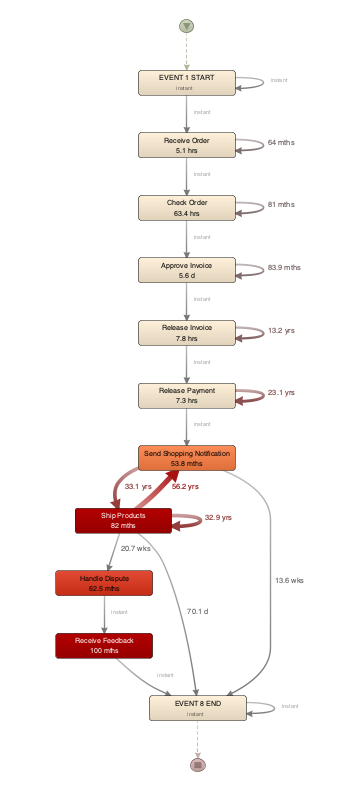 EVENT 1 START
instant
instant
instant
Receive Order
5.1 hrs
64 mths
instant
Check Order
63.4 hrs
81 mths
instant
Approve Invoice
5.6 d
83.9 mths
instant
Release Invoice
7.8 hrs
13.2 yrs
instant
Release Payment
7.3 hrs
23.1 yrs
instant
Send Shopping Notification
53.8 mths
33.1 yrs
56.2 yrs
Ship Products
82 mths
32.9 yrs
20.7 wks
Handle Dispute
62.5 mths
13.6 wks
instant
70.1 d
Receive Feedback
100 mths
instant
EVENT 8 END
instant
instant